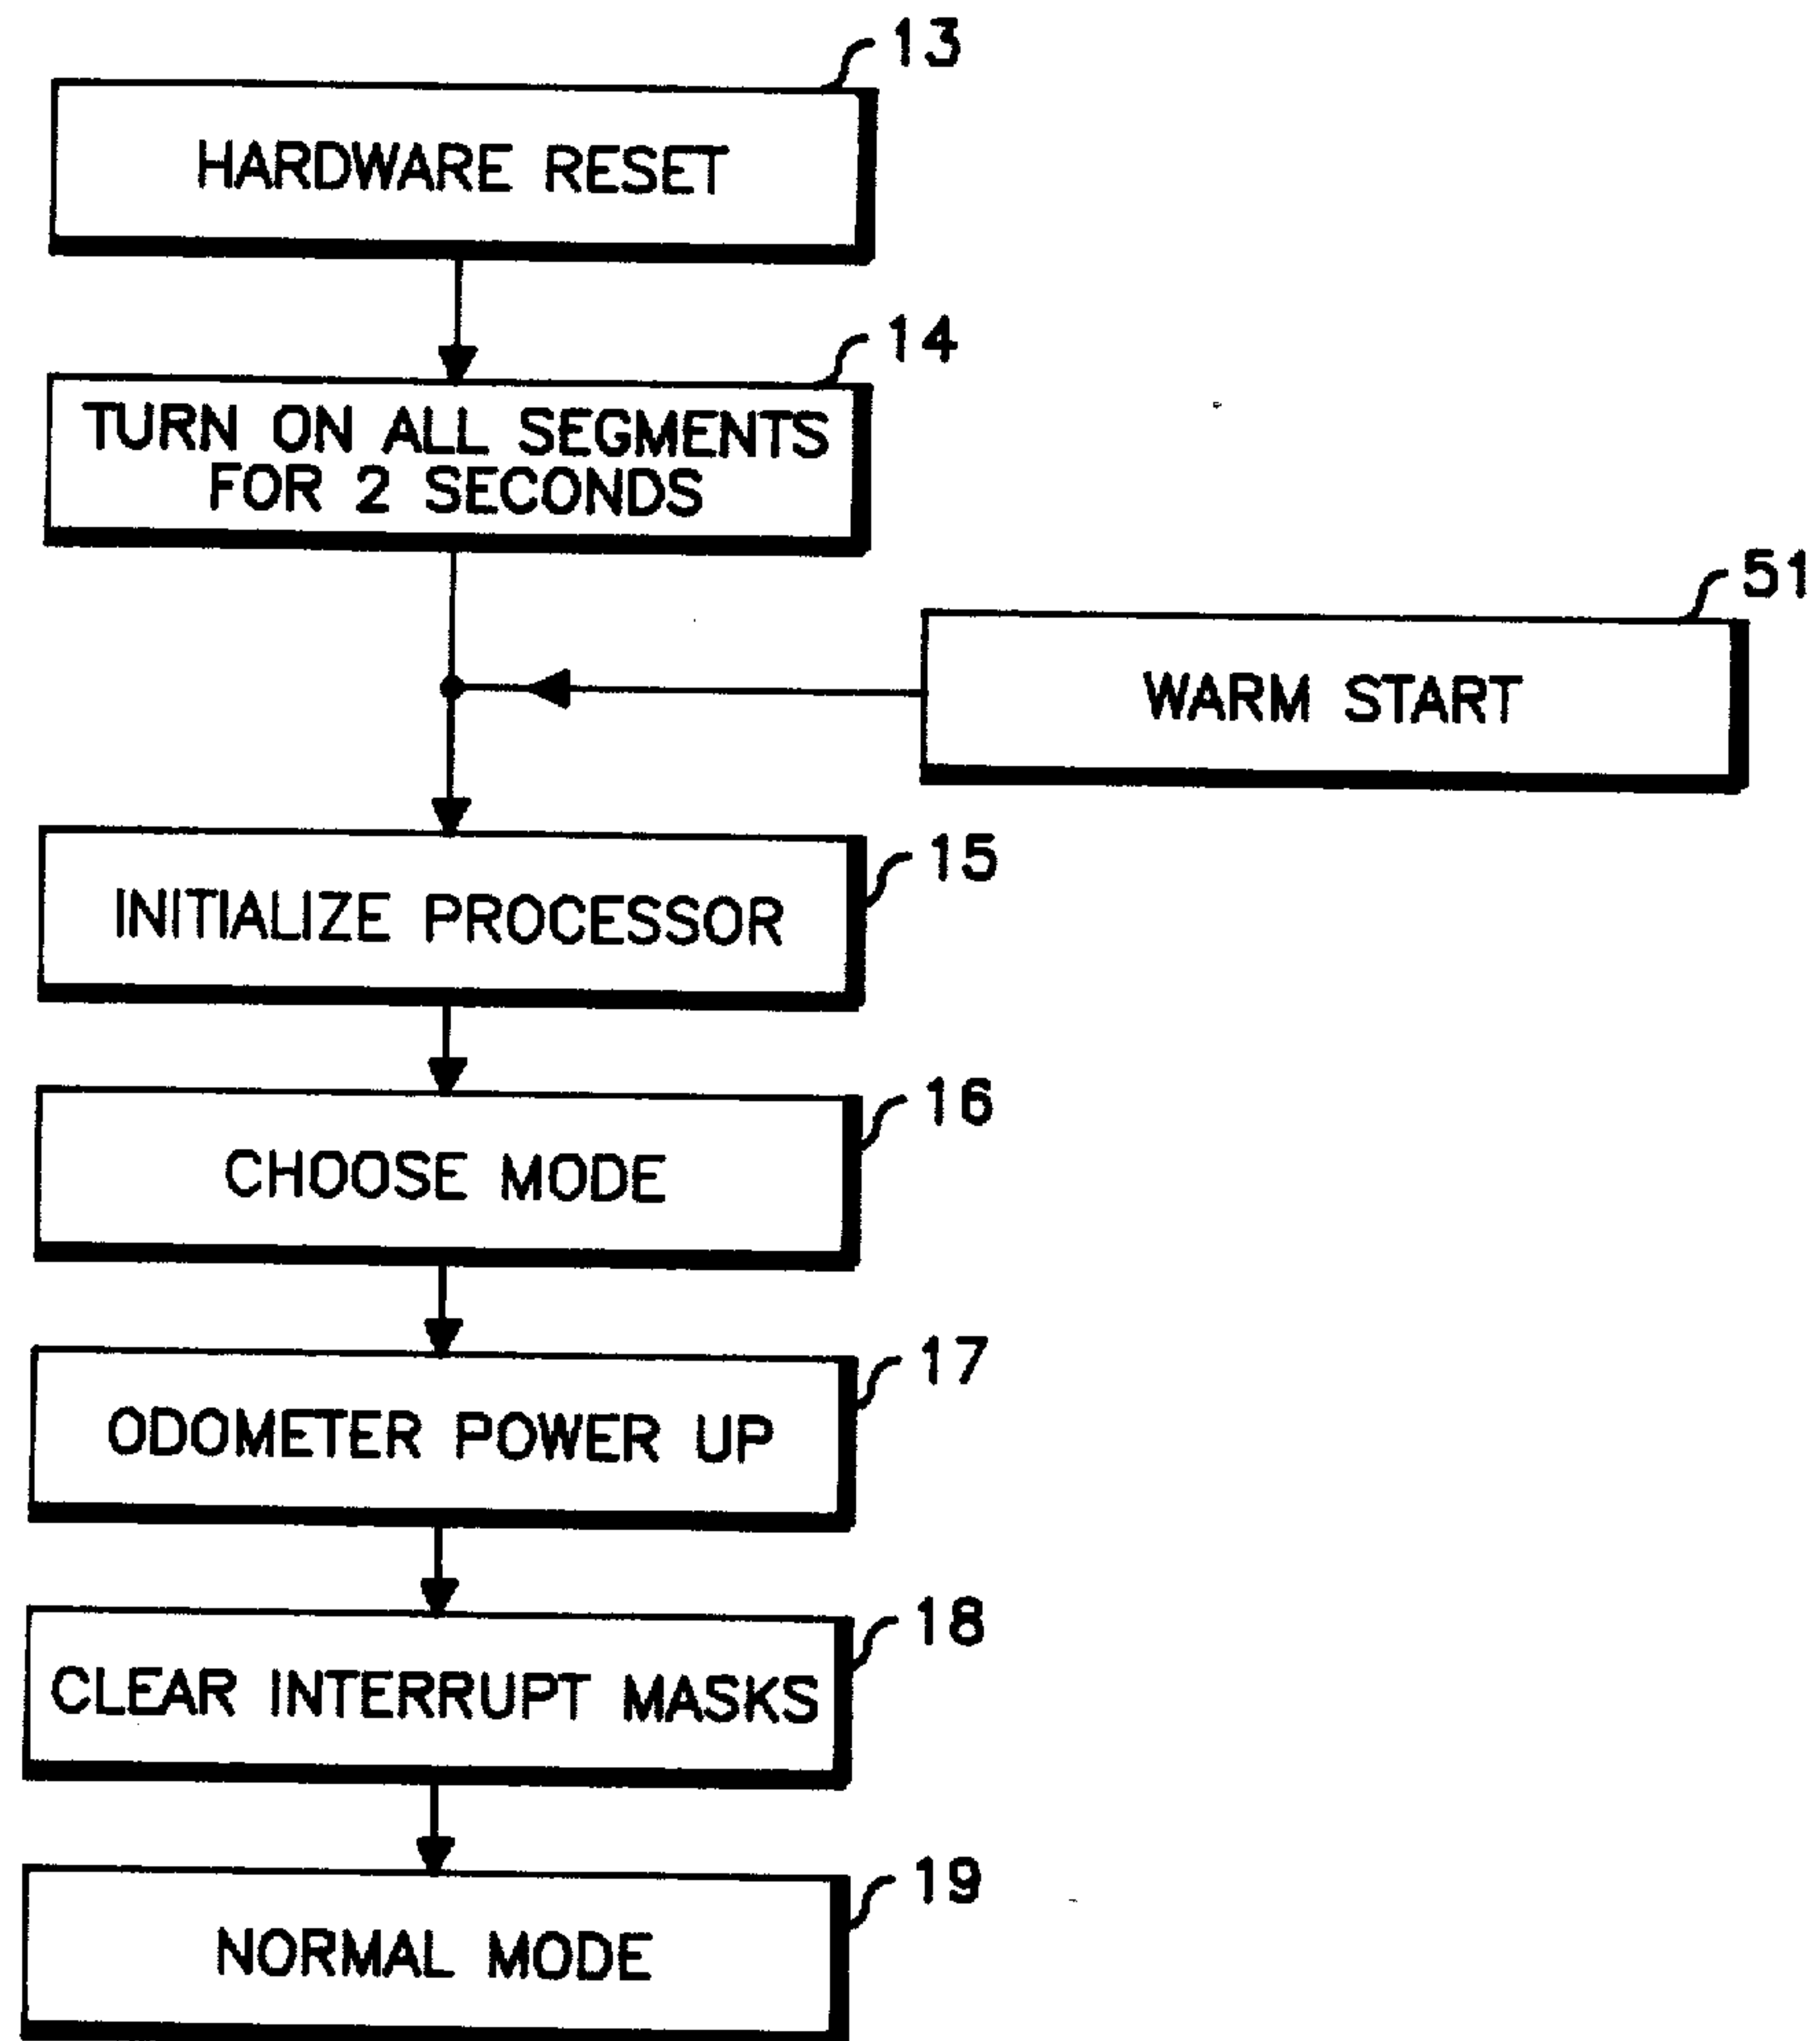 13
HARDWARE RESET
14
TURN ON ALL SEGMENTS
FOR 2 SECONDS
51
WARM START
15
INITIALIZE PROCESSOR
16
CHOOSE MODE
17
ODOMETER POWER UP
18
CLEAR INTERRUPT MASKS
19
NORMAL MODE